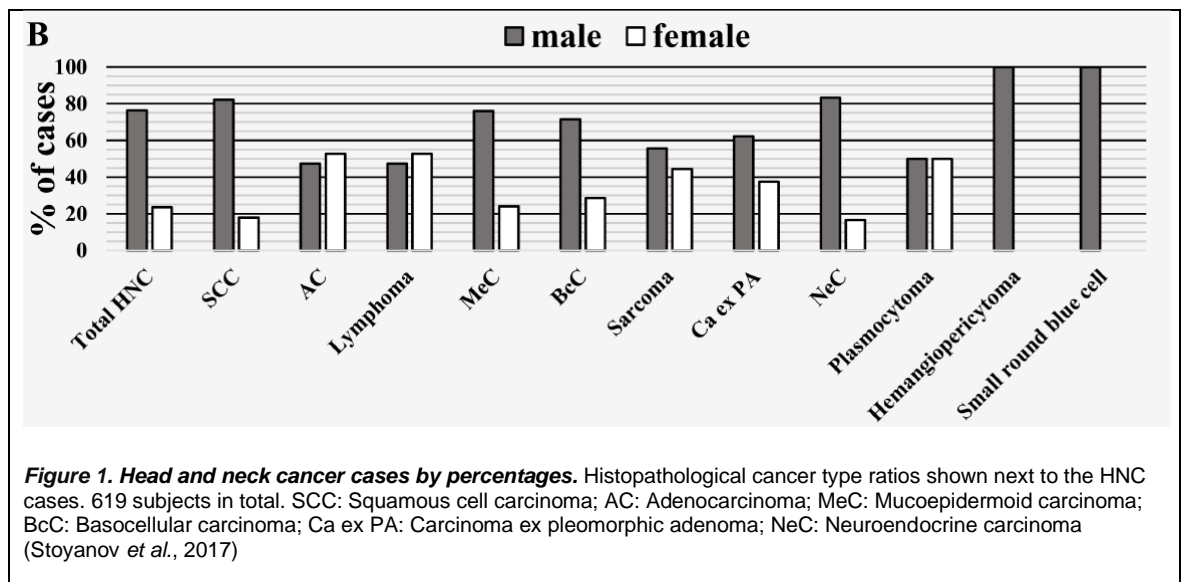 B
male female
100
80
60
40
20
0
% of cases
Total HNC
SCC
AC
Lymphoma
MeC
BcC
Sarcoma
Ca ex PA
NeC
Plasmocytoma
Hemangiopericytoma
Small round blue cell
Figure 1. Head and neck cancer cases by percentages. Histopathological cancer type ratios shown next to the HNC
cases. 619 subjects in total. SCC: Squamous cell carcinoma; AC: Adenocarcinoma; MeC: Mucoepidermoid carcinoma;
BcC: Basocellular carcinoma; Ca ex PA: Carcinoma ex pleomorphic adenoma; NeC: Neuroendocrine carcinoma
(Stoyanov et al., 2017)